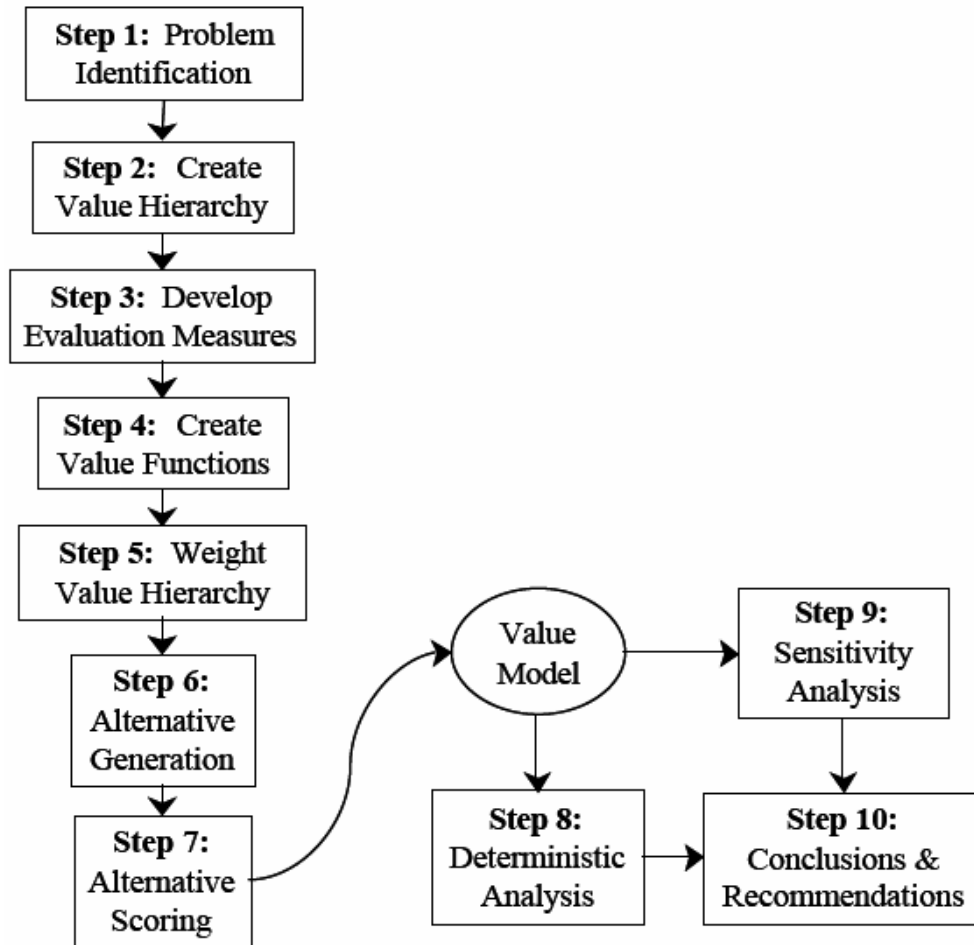 Step 1: Problem
Identification
Step 2: Create
Value Hierarchy
Step 3: Develop
Evaluation Measures
Step 4: Create
Value Functions
Step 5: Weight
Value Hierarchy
Step 6:
Alternative
Generation
Step 7:
Alternative
Scoring
Value
Model
Step 8:
Deterministic
Analysis
Step 9:
Sensitivity
Analysis
Step 10:
Conclusions &
Recommendations